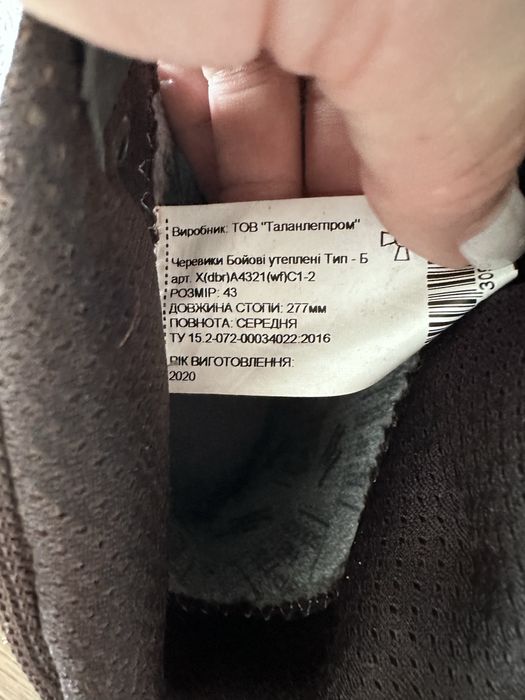 Виробник: ТОВ "Таланлегпром"
Черевики Бойові утеплені Тип - Б
арт. X(dbr)A4321(wf)C1-2
РОЗМІР: 43
ДОВЖИНА СТОПИ: 277мм
ПОВНОТА: СЕРЕДНЯ
ТУ 15.2-072-00034022:2016
РІК ВИГОТОВЛЕННЯ:
2020